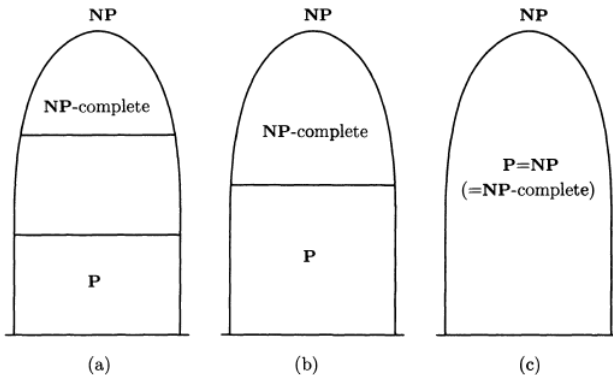 NP
NP
NP
NP-complete
NP-complete
P=NP
(=NP-complete)
P
P
(a)
(b)
(c)